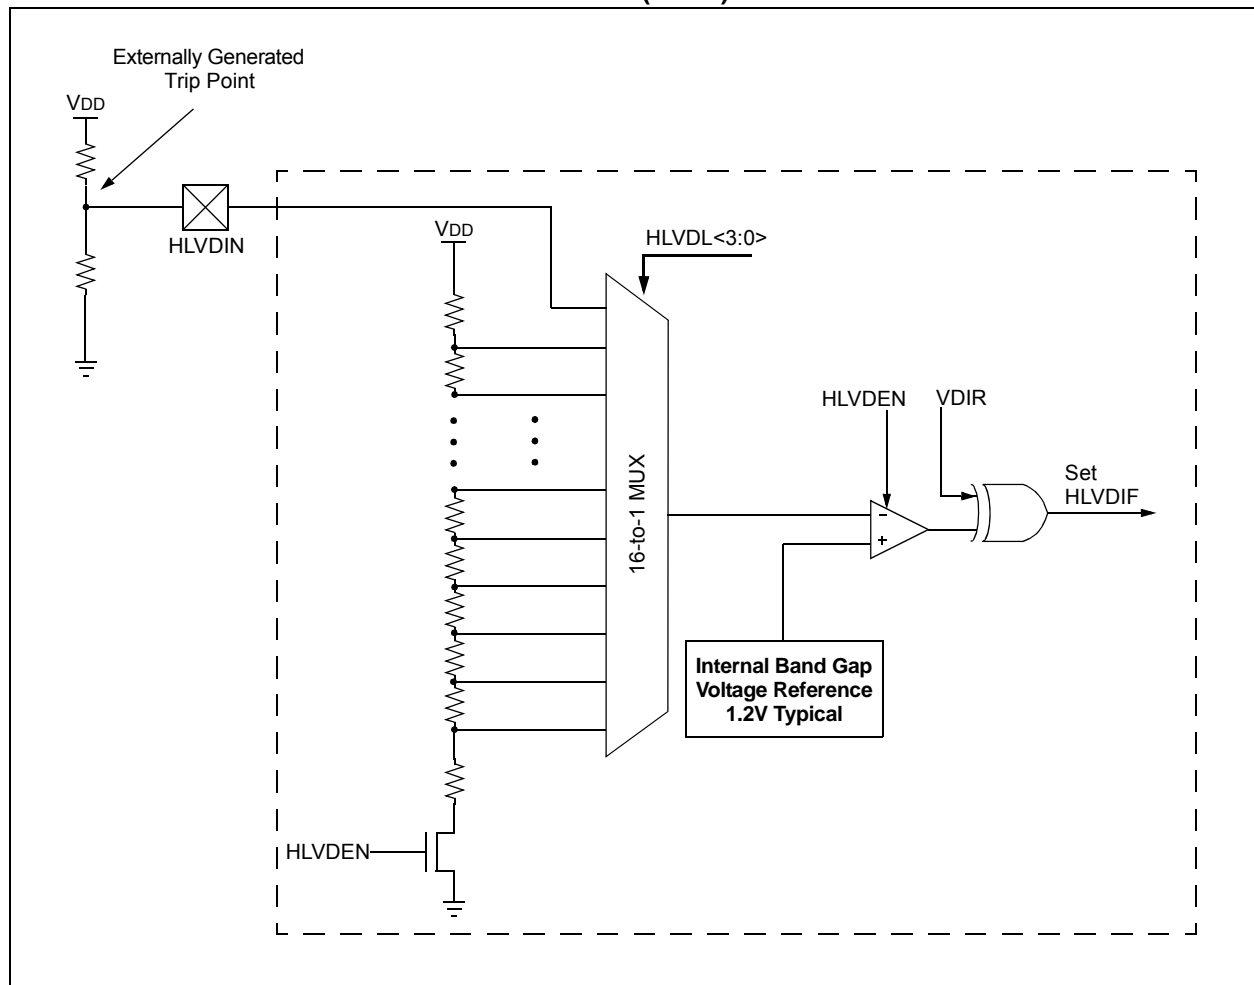 Externally Generated
Trip Point
VDD
HLVDIN
VDD
HLVDL<3:0>
16-to-1 MUX
HLVDEN
VDIR
Set
HLVDIF
-
+
Internal Band Gap
Voltage Reference
1.2V Typical
HLVDEN